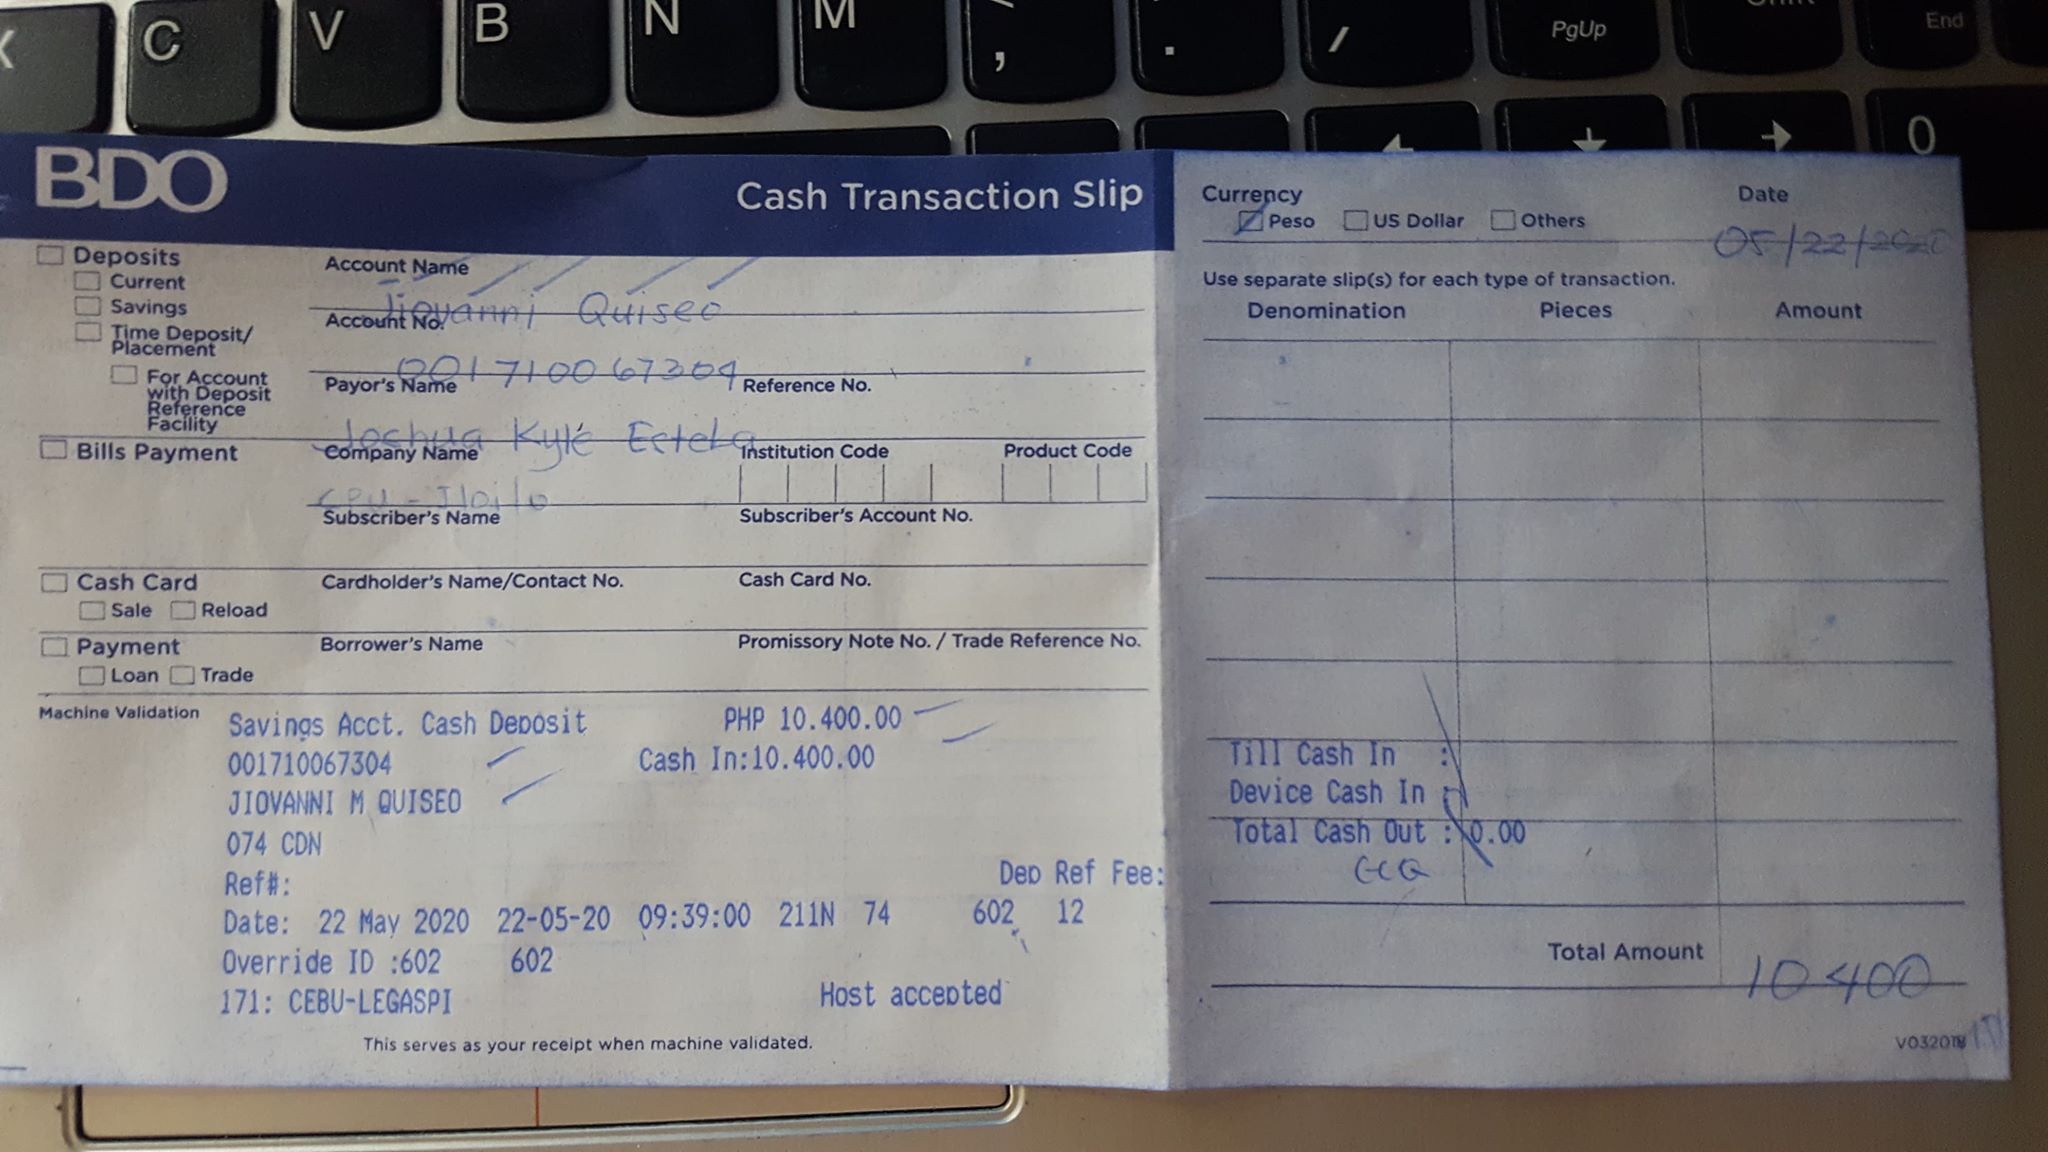 X C V B N M , . / PgUp End
← ↓ → 0
BDO
Cash Transaction Slip
Deposits
Current
Savings
Time Deposit/
Placement
For Account
with Deposit
Reference
Facility
Bills Payment
Cash Card
Sale Reload
Payment
Loan Trade
Account Name
Jiovanni Quiseo
Account No.
001710067304
Payor's Name Reference No.
Joshua Kyle Estela
Company Name Institution Code Product Code
CPU - Iloilo
Subscriber's Name Subscriber's Account No.
Cardholder's Name/Contact No. Cash Card No.
Borrower's Name Promissory Note No. / Trade Reference No.
Machine Validation
Savings Acct. Cash Deposit PHP 10.400.00
001710067304 Cash In:10.400.00
JIOVANNI M QUISEO
074 CDN
Ref#: Dep Ref Fee:
Date: 22 May 2020 22-05-20 09:39:00 211N 74 602 12
Override ID :602 602
171: CEBU-LEGASPI Host accepted
This serves as your receipt when machine validated.
Currency Date
Peso US Dollar Others
05/22/2020
Use separate slip(s) for each type of transaction.
Denomination Pieces Amount
Till Cash In :
Device Cash In
Total Cash Out : 0.00
Total Amount
10 400